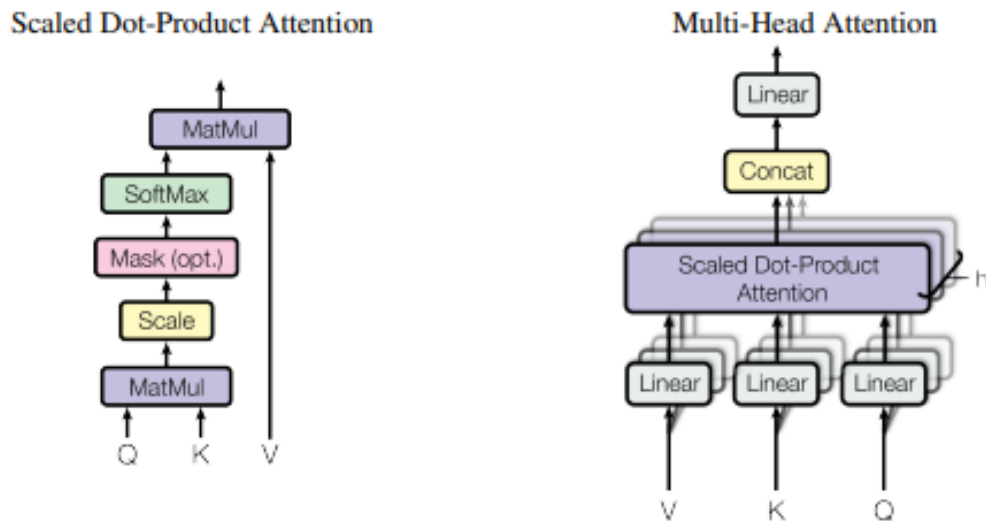 Scaled Dot-Product Attention
MatMul
SoftMax
Mask (opt.)
Scale
MatMul
Q K V
Multi-Head Attention
Linear
Concat
Scaled Dot-Product
Attention
h
Linear Linear Linear
V K Q